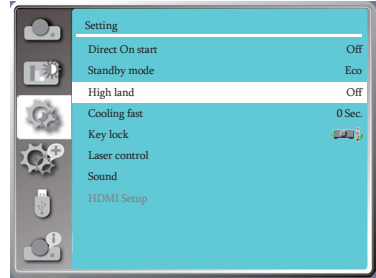 Setting
Direct On start Off
Standby mode Eco
High land Off
Cooling fast 0 Sec.
Key lock
Laser control
Sound
HDMI Setup